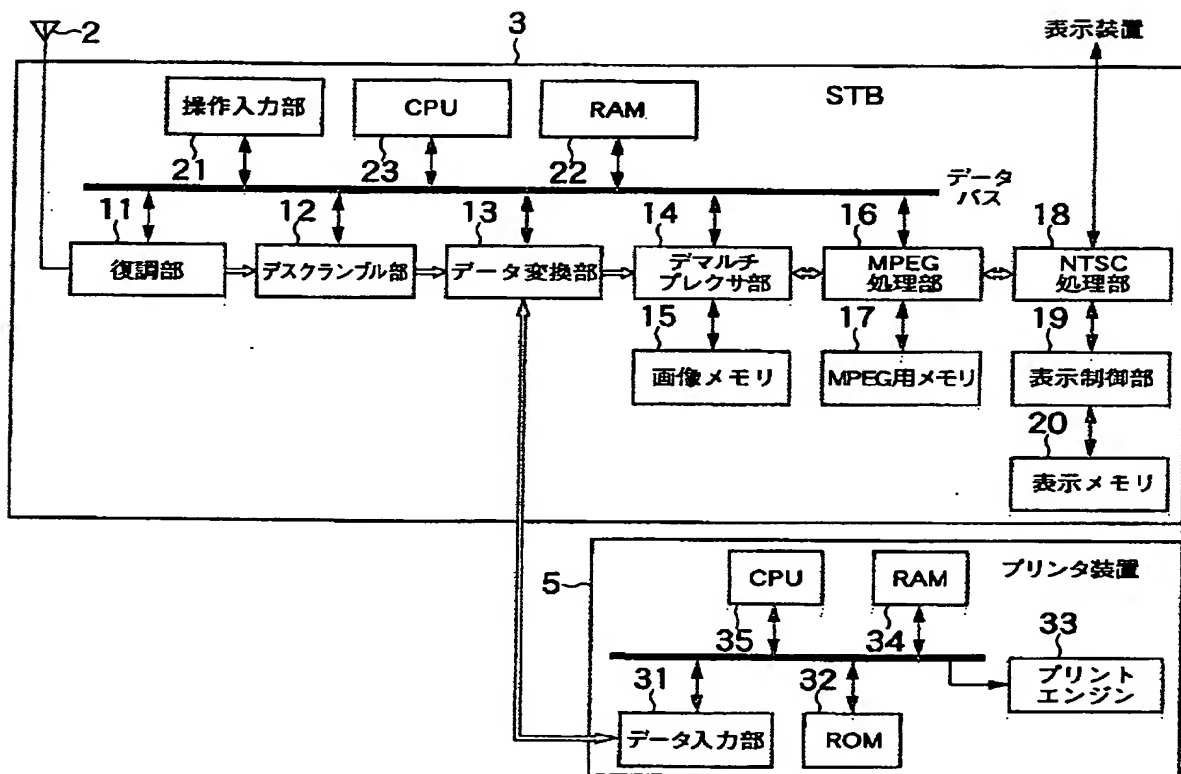 2
3
表示装置
操作入力部
CPU
RAM
STB
21
23
22
データ
バス
11
12
13
14
16
18
復調部
デスクランブル部
データ変換部
デマルチ
プレクサ部
MPEG
処理部
NTSC
処理部
15
17
19
画像メモリ
MPEG用メモリ
表示制御部
20
表示メモリ
5
CPU
RAM
プリンタ装置
35
34
33
プリント
エンジン
31
32
データ入力部
ROM